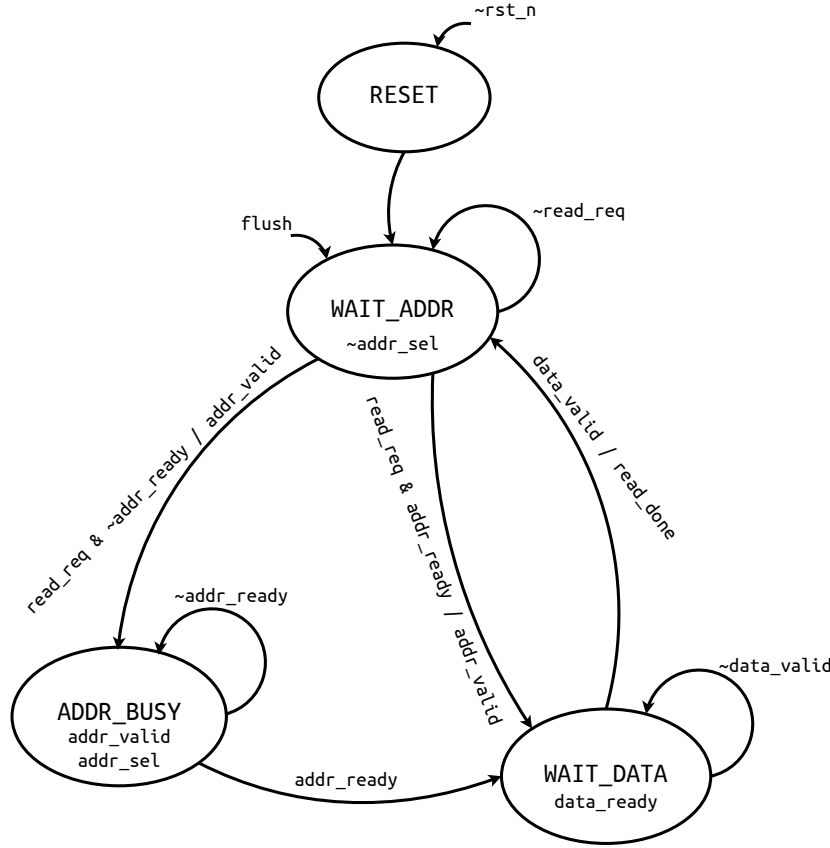 ~rst_n
RESET
flush
~read_req
WAIT_ADDR
~addr_sel
read_req & ~addr_ready / addr_valid
read_req & addr_ready / addr_valid
data_valid / read_done
~addr_ready
ADDR_BUSY
addr_valid
addr_sel
addr_ready
~data_valid
WAIT_DATA
data_ready